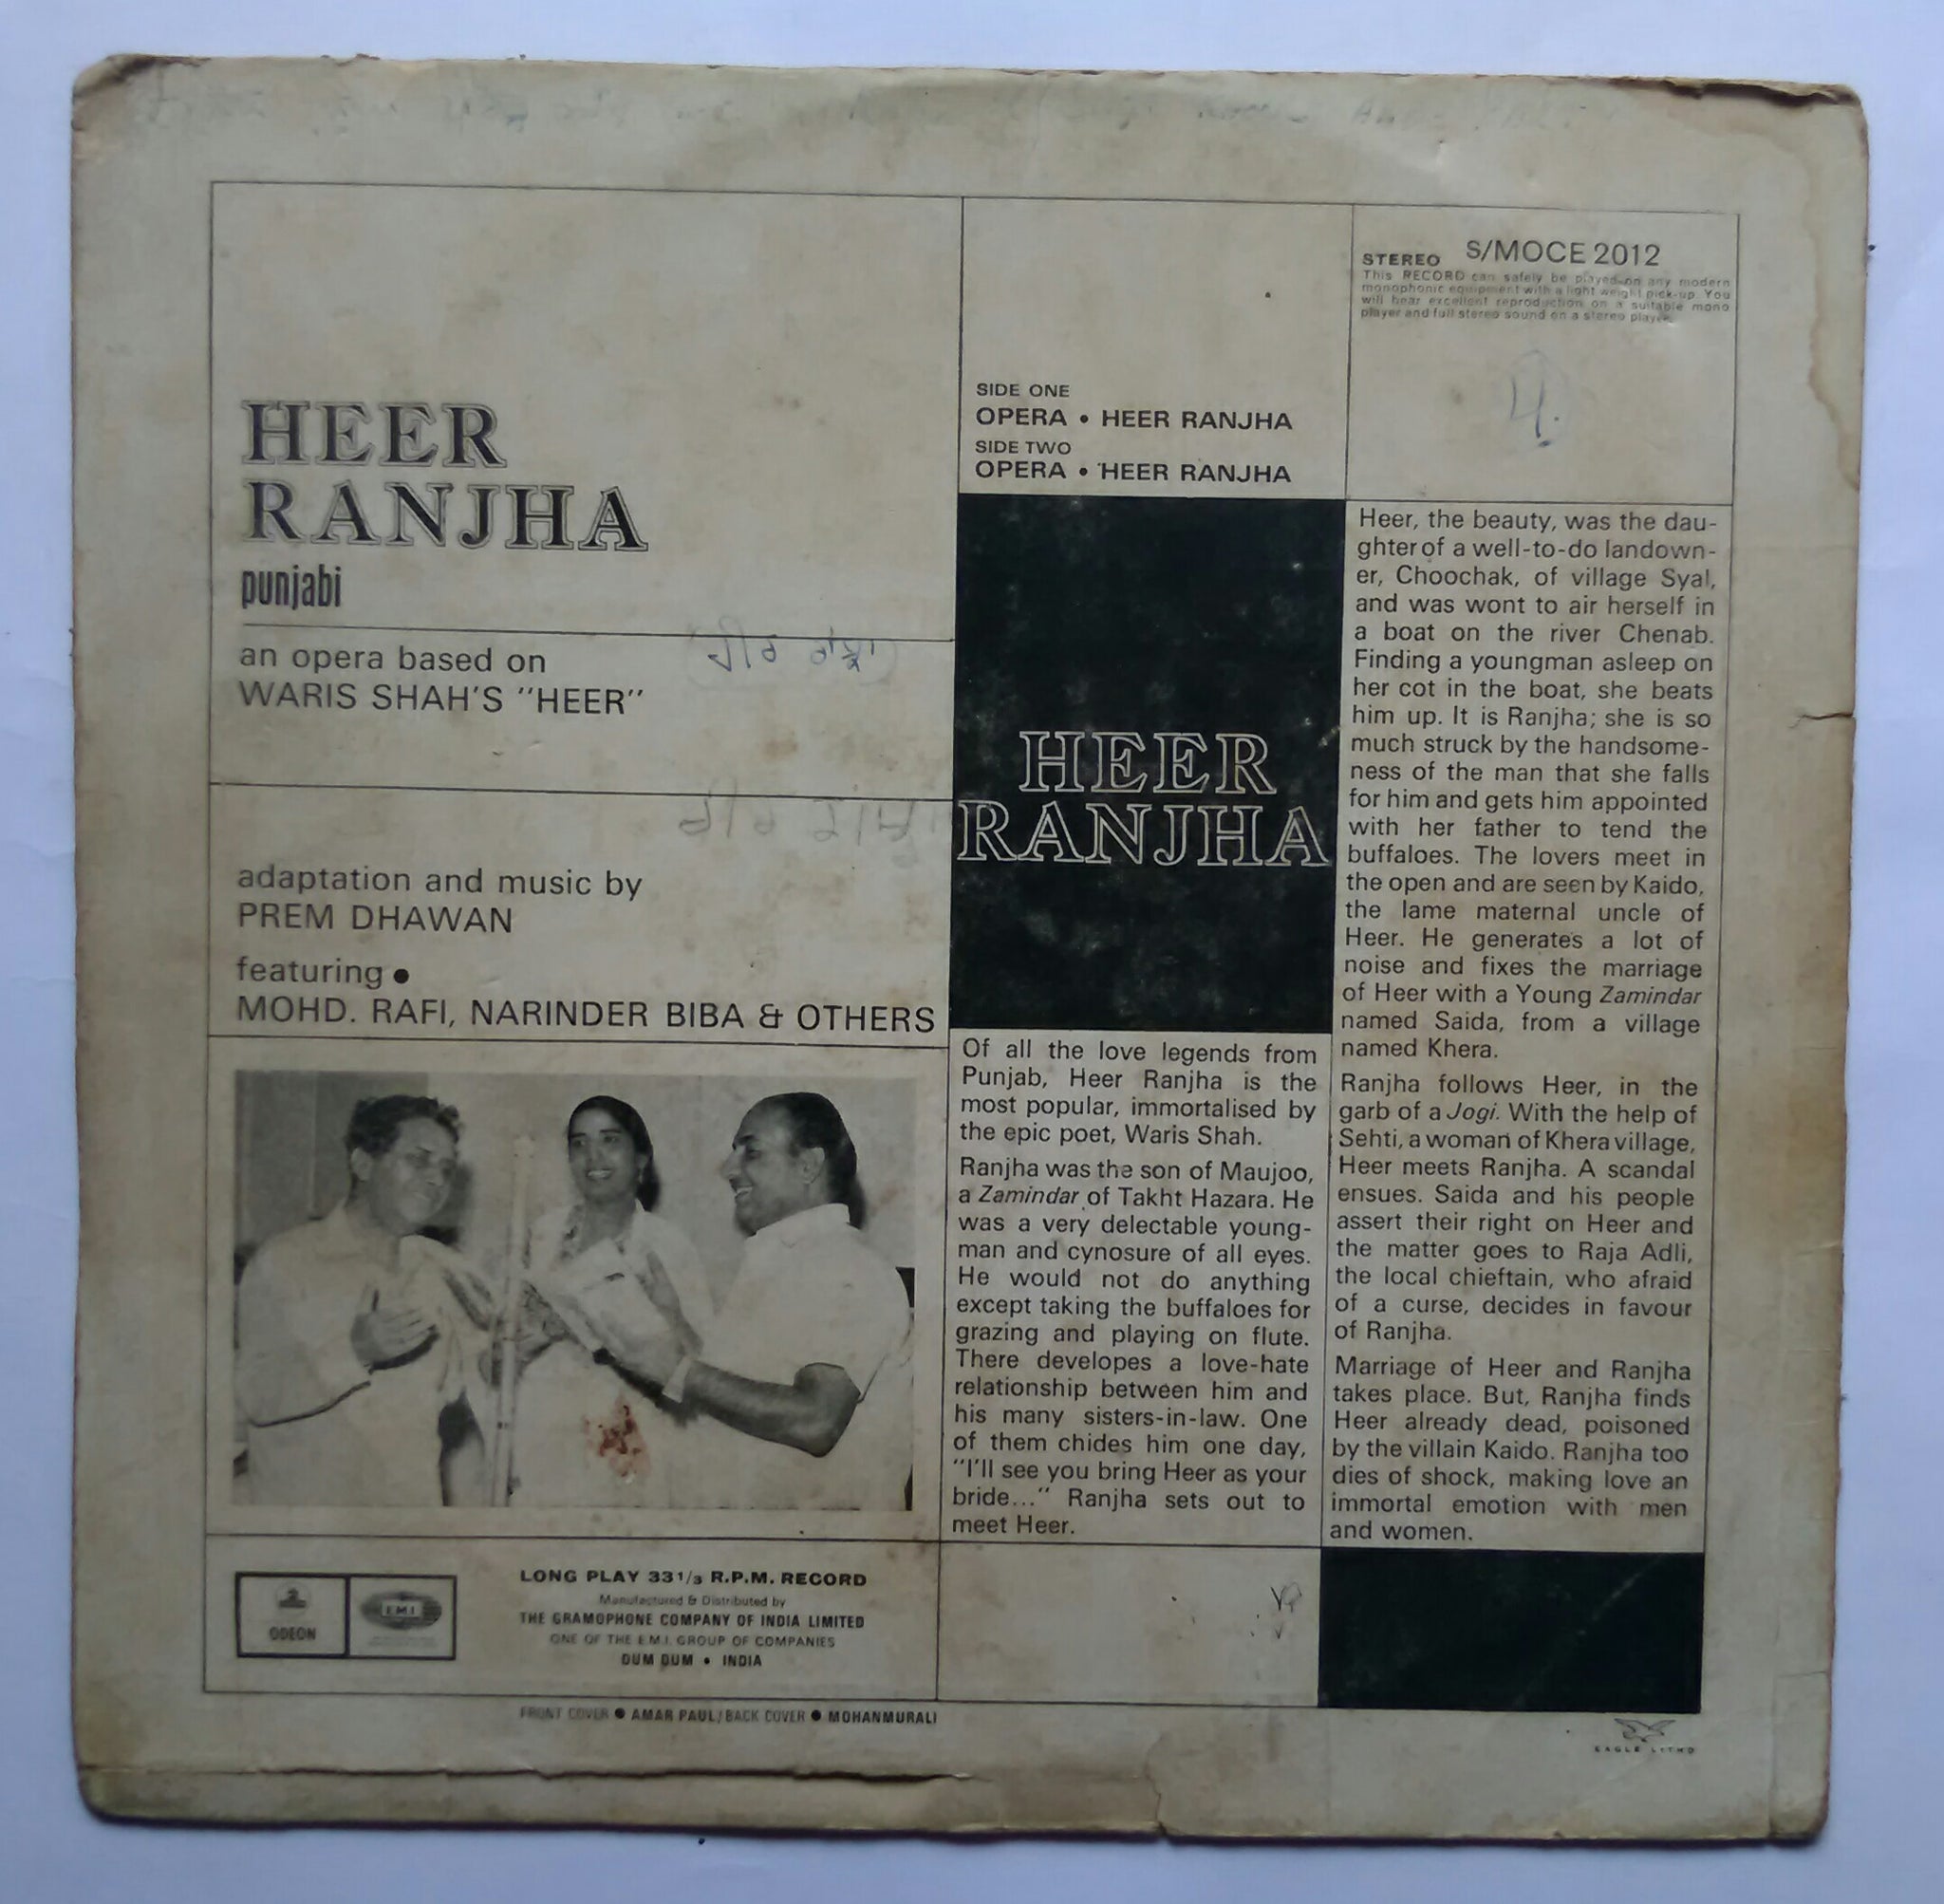 HEER
RANJHA
punjabi
an opera based on
WARIS SHAH'S "HEER"
ਹੀਰ ਰਾਂਝਾ
adaptation and music by
PREM DHAWAN
featuring ●
MOHD. RAFI, NARINDER BIBA & OTHERS
SIDE ONE
OPERA • HEER RANJHA
SIDE TWO
OPERA • HEER RANJHA
STEREO S/MOCE 2012
This RECORD can safely be played on any modern
monophonic equipment with a light weight pick-up. You
will hear excellent reproduction on a suitable mono
player and full stereo sound on a stereo player.
HEER
RANJHA
Of all the love legends from
Punjab, Heer Ranjha is the
most popular, immortalised by
the epic poet, Waris Shah.
Ranjha was the son of Maujoo,
a Zamindar of Takht Hazara. He
was a very delectable young-
man and cynosure of all eyes.
He would not do anything
except taking the buffaloes for
grazing and playing on flute.
There developes a love-hate
relationship between him and
his many sisters-in-law. One
of them chides him one day,
"I'll see you bring Heer as your
bride..." Ranjha sets out to
meet Heer.
Heer, the beauty, was the dau-
ghter of a well-to-do landown-
er, Choochak, of village Syal,
and was wont to air herself in
a boat on the river Chenab.
Finding a youngman asleep on
her cot in the boat, she beats
him up. It is Ranjha; she is so
much struck by the handsome-
ness of the man that she falls
for him and gets him appointed
with her father to tend the
buffaloes. The lovers meet in
the open and are seen by Kaido,
the lame maternal uncle of
Heer. He generates a lot of
noise and fixes the marriage
of Heer with a Young Zamindar
named Saida, from a village
named Khera.
Ranjha follows Heer, in the
garb of a Jogi. With the help of
Sehti, a woman of Khera village,
Heer meets Ranjha. A scandal
ensues. Saida and his people
assert their right on Heer and
the matter goes to Raja Adli,
the local chieftain, who afraid
of a curse, decides in favour
of Ranjha.
Marriage of Heer and Ranjha
takes place. But, Ranjha finds
Heer already dead, poisoned
by the villain Kaido. Ranjha too
dies of shock, making love an
immortal emotion with men
and women.
ODEON
EMI
LONG PLAY 33 1/3 R.P.M. RECORD
Manufactured & Distributed by
THE GRAMOPHONE COMPANY OF INDIA LIMITED
ONE OF THE E.M.I. GROUP OF COMPANIES
DUM DUM • INDIA
FRONT COVER ● AMAR PAUL/BACK COVER ● MOHANMURALI
EAGLE LITHO